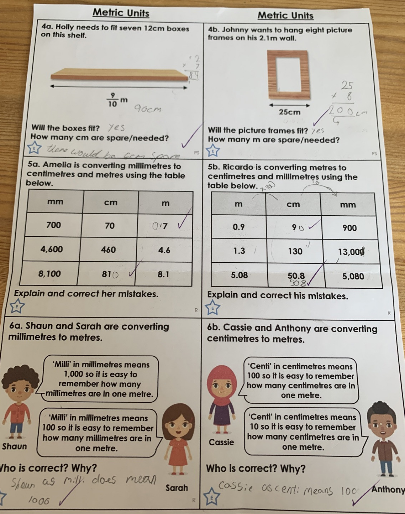 Metric Units
Metric Units
4a. Holly needs to fit seven 12cm boxes
on this shelf.
9
10 m
90cm
Will the boxes fit? yes
How many cm are spare/needed?
there would be 6cm spare
4b. Johnny wants to hang eight picture
frames on his 2.1m wall.
25
x 8
200cm
4
25cm
Will the picture frames fit? yes
How many m are spare/needed?
5a. Amelia is converting millimetres to
centimetres and metres using the
table below.
mm cm m
700 70 0.7
4,600 460 4.6
8,100 810 8.1
Explain and correct her mistakes.
5b. Ricardo is converting metres to
centimetres and millimetres using the
table below.
m cm mm
0.9 90 900
1.3 130 13,000
5.08 50.8 5,080
508
Explain and correct his mistakes.
6a. Shaun and Sarah are converting
millimetres to metres.
'Milli' in millimetres means
1,000 so it is easy to
remember how many
millimetres are in one metre.
'Milli' in millimetres means
100 so it is easy to remember
how many millimetres are in
one metre.
Shaun
Sarah
Who is correct? Why?
Shaun as milli does mean
1000
6b. Cassie and Anthony are converting
centimetres to metres.
'Centi' in centimetres means
100 so it is easy to remember
how many centimetres are in
one metre.
'Centi' in centimetres means
10 so it is easy to remember
how many centimetres are in
one metre.
Cassie
Anthony
Who is correct? Why?
Cassie as centi means 100